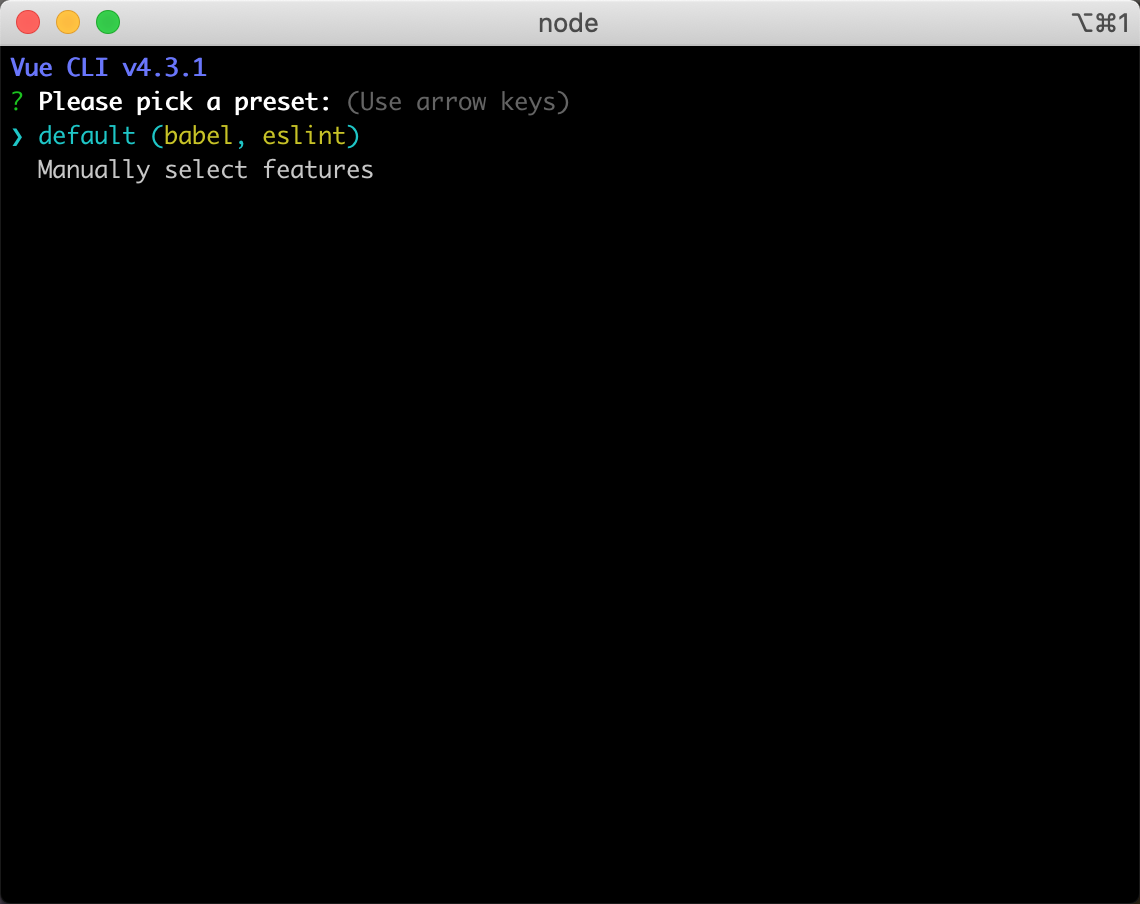 node
⌥⌘1
Vue CLI v4.3.1
? Please pick a preset: (Use arrow keys)
❯ default (babel, eslint)
Manually select features